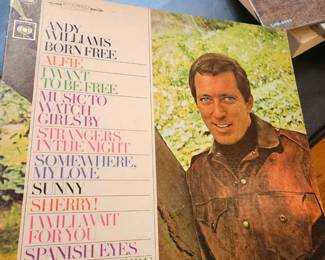 ANDY
WILLIAMS
BORN FREE
ALFIE
I WANT
TO BE FREE
MUSIC TO
WATCH
GIRLS BY
STRANGERS
IN THE NIGHT
SOMEWHERE,
MY LOVE
SUNNY
SHERRY!
I WILL WAIT
FOR YOU
SPANISH EYES